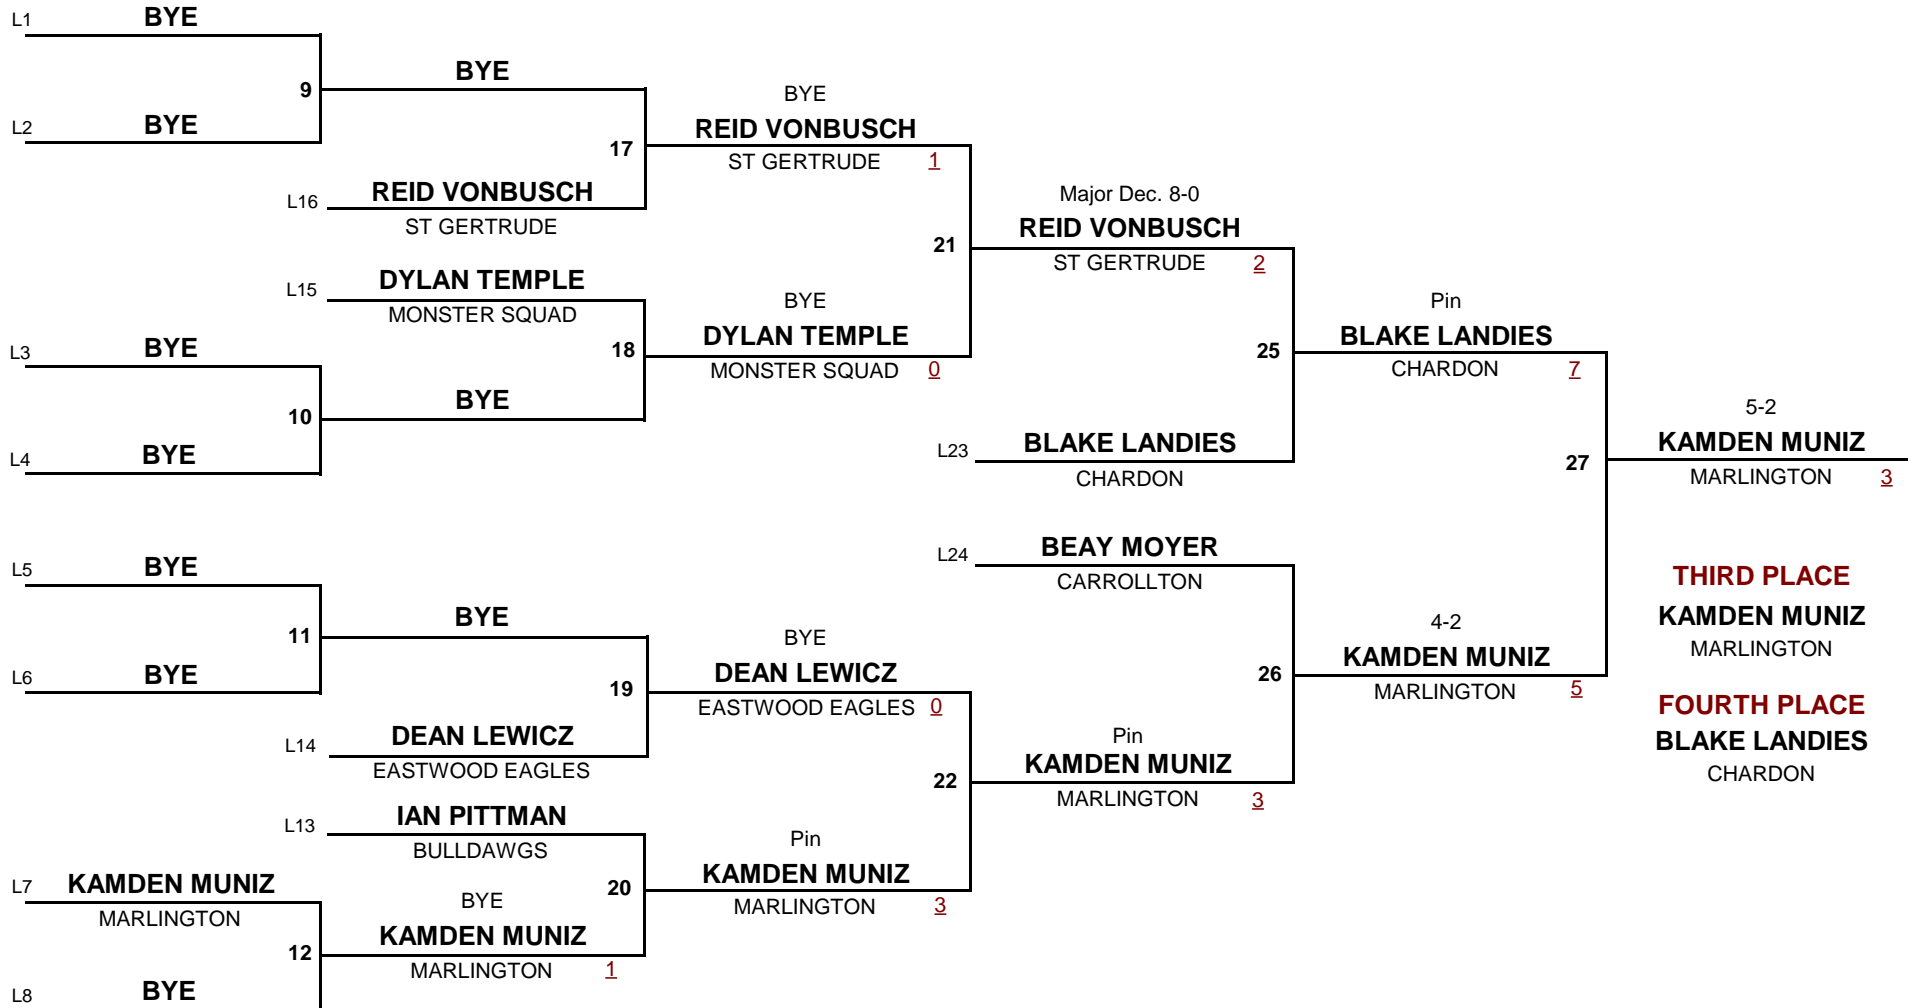 L1 BYE
9
BYE
L2 BYE
17
BYE
REID VONBUSCH
ST GERTRUDE 1
L16 REID VONBUSCH
ST GERTRUDE
21
Major Dec. 8-0
REID VONBUSCH
ST GERTRUDE 2
L15 DYLAN TEMPLE
MONSTER SQUAD
18
BYE
DYLAN TEMPLE
MONSTER SQUAD 0
L3 BYE
10
BYE
L4 BYE
25
Pin
BLAKE LANDIES
CHARDON 7
L23 BLAKE LANDIES
CHARDON
27
5-2
KAMDEN MUNIZ
MARLINGTON 3
L24 BEAY MOYER
CARROLLTON
L5 BYE
11
BYE
L6 BYE
19
BYE
DEAN LEWICZ
EASTWOOD EAGLES 0
L14 DEAN LEWICZ
EASTWOOD EAGLES
26
4-2
KAMDEN MUNIZ
MARLINGTON 5
22
Pin
KAMDEN MUNIZ
MARLINGTON 3
L13 IAN PITTMAN
BULLDAWGS
20
Pin
KAMDEN MUNIZ
MARLINGTON 3
L7 KAMDEN MUNIZ
MARLINGTON
12
BYE
KAMDEN MUNIZ
MARLINGTON 1
L8 BYE
THIRD PLACE
KAMDEN MUNIZ
MARLINGTON
FOURTH PLACE
BLAKE LANDIES
CHARDON